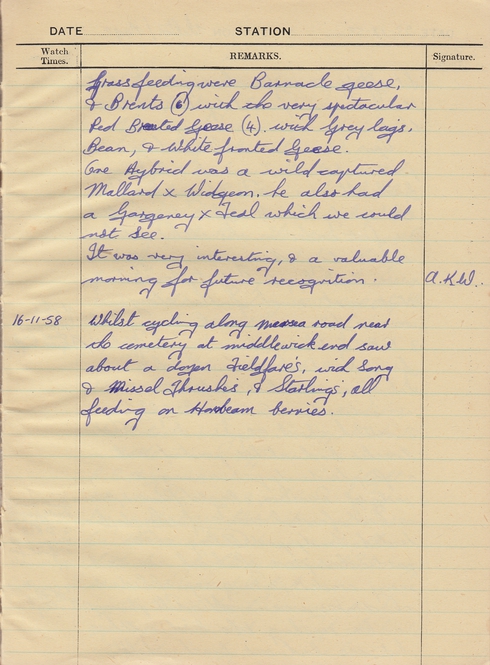 DATE STATION
Watch Times. REMARKS. Signature.
Grass feeding were Barnacle geese,
& Brents (6) with the very spectacular
Red Breasted Geese (4). with Grey lags,
Bean, & White fronted Geese.
One Hybrid was a wild captured
Mallard x Widgeon. he also had
a Gargeney x Teal which we could
not see.
It was very interesting, & a valuable
morning for future recognition. A.K.W.
16-11-58 Whilst cycling along mersea road near
the cemetery at middlewick end saw
about a dozen Fieldfare's, with Song
& Missel Thrushs, & Starlings, all
feeding on Hornbeam berries.